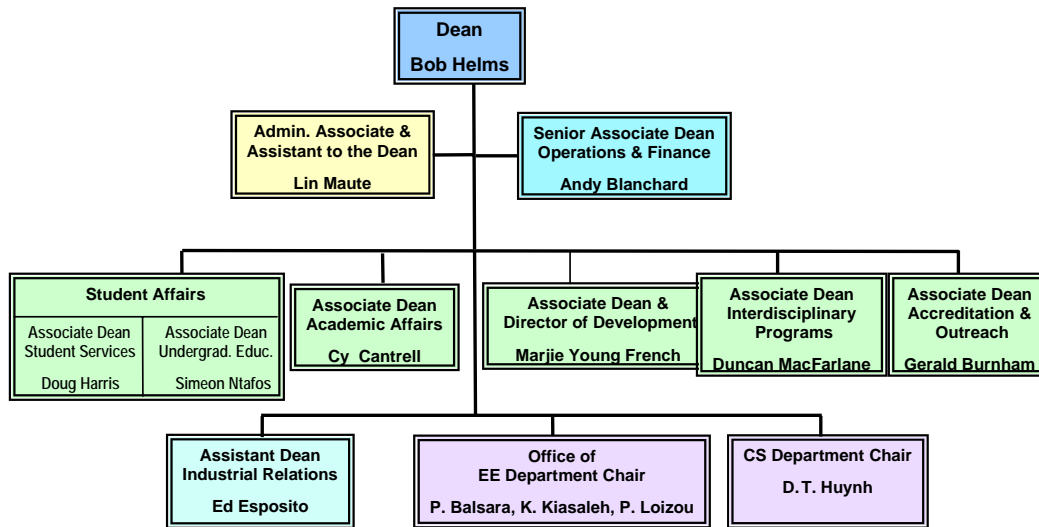 Dean
Bob Helms
Admin. Associate &
Assistant to the Dean
Lin Maute
Senior Associate Dean
Operations & Finance
Andy Blanchard
Student Affairs
Associate Dean
Student Services
Doug Harris
Associate Dean
Undergrad. Educ.
Simeon Ntafos
Associate Dean
Academic Affairs
Cy Cantrell
Associate Dean &
Director of Development
Marjie Young French
Associate Dean
Interdisciplinary
Programs
Duncan MacFarlane
Associate Dean
Accreditation &
Outreach
Gerald Burnham
Assistant Dean
Industrial Relations
Ed Esposito
Office of
EE Department Chair
P. Balsara, K. Kiasaleh, P. Loizou
CS Department Chair
D.T. Huynh